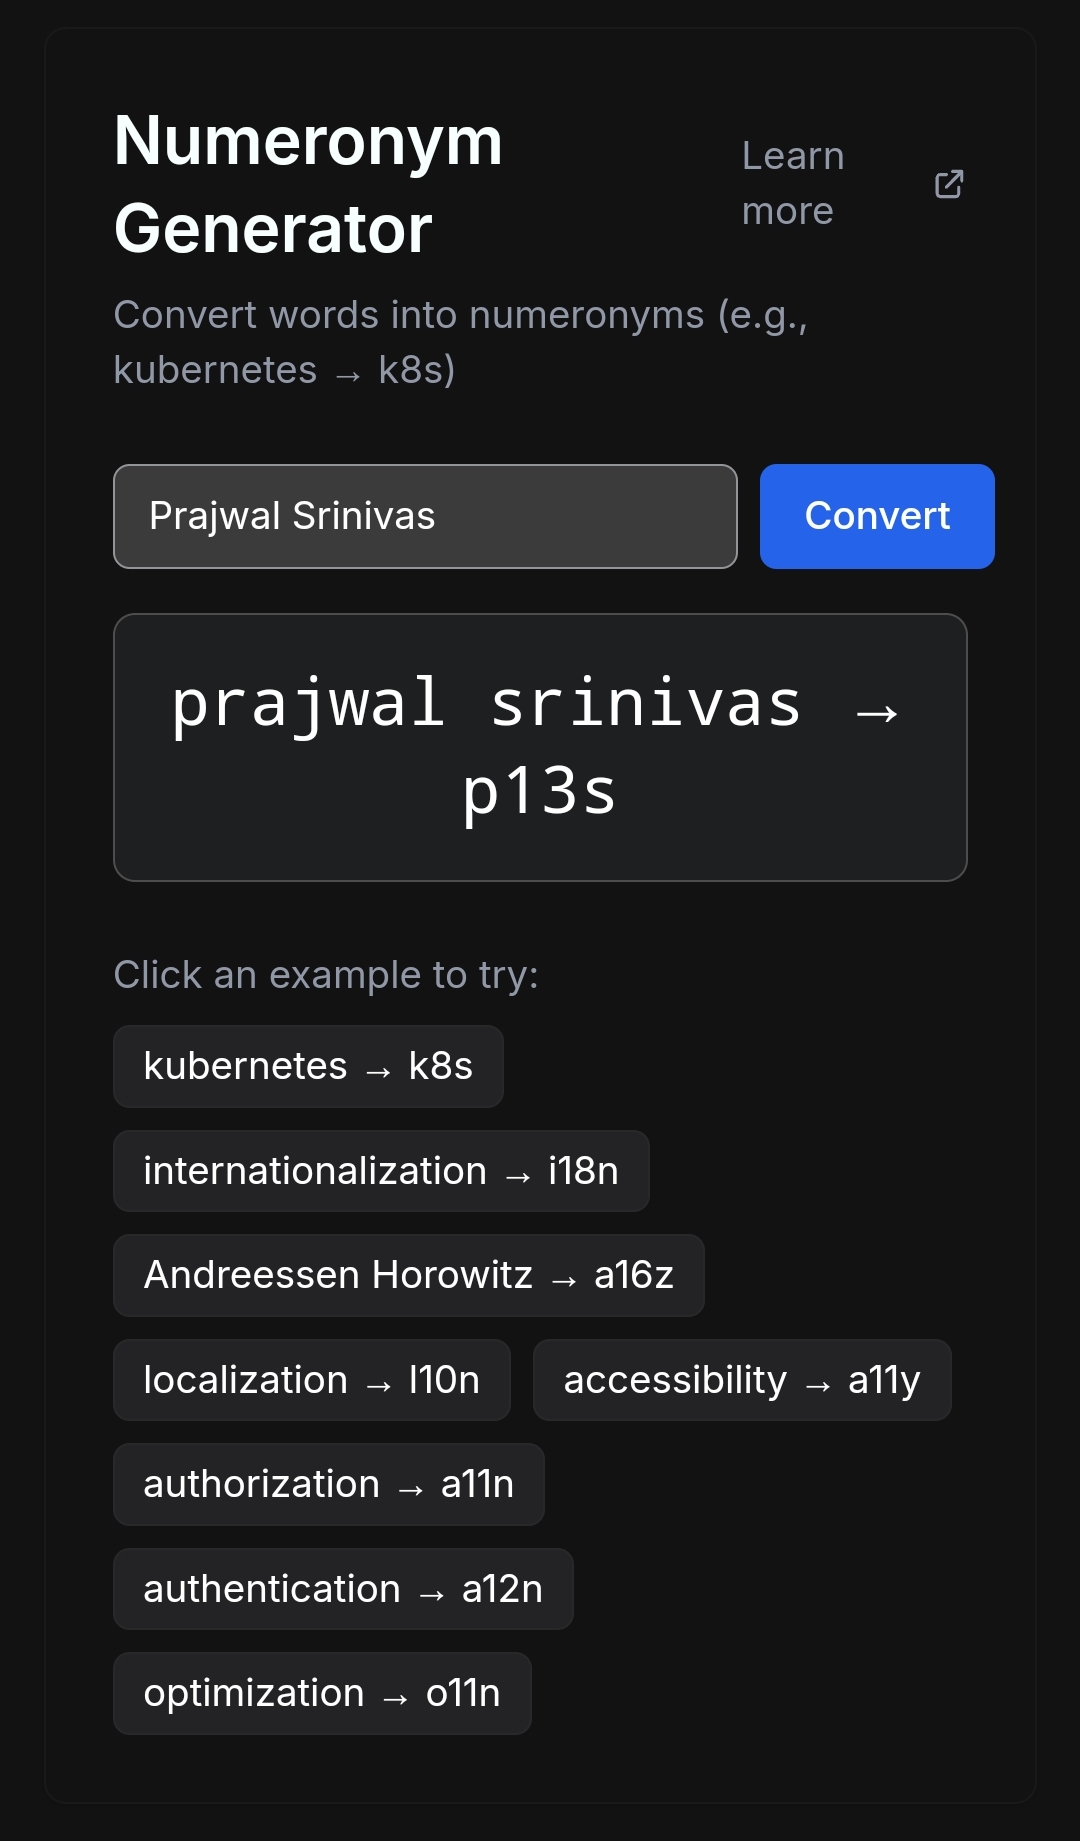 Numeronym
Generator
Learn
more
Convert words into numeronyms (e.g.,
kubernetes → k8s)
Prajwal Srinivas
Convert
prajwal srinivas →
p13s
Click an example to try:
kubernetes → k8s
internationalization → i18n
Andreessen Horowitz → a16z
localization → l10n
accessibility → a11y
authorization → a11n
authentication → a12n
optimization → o11n